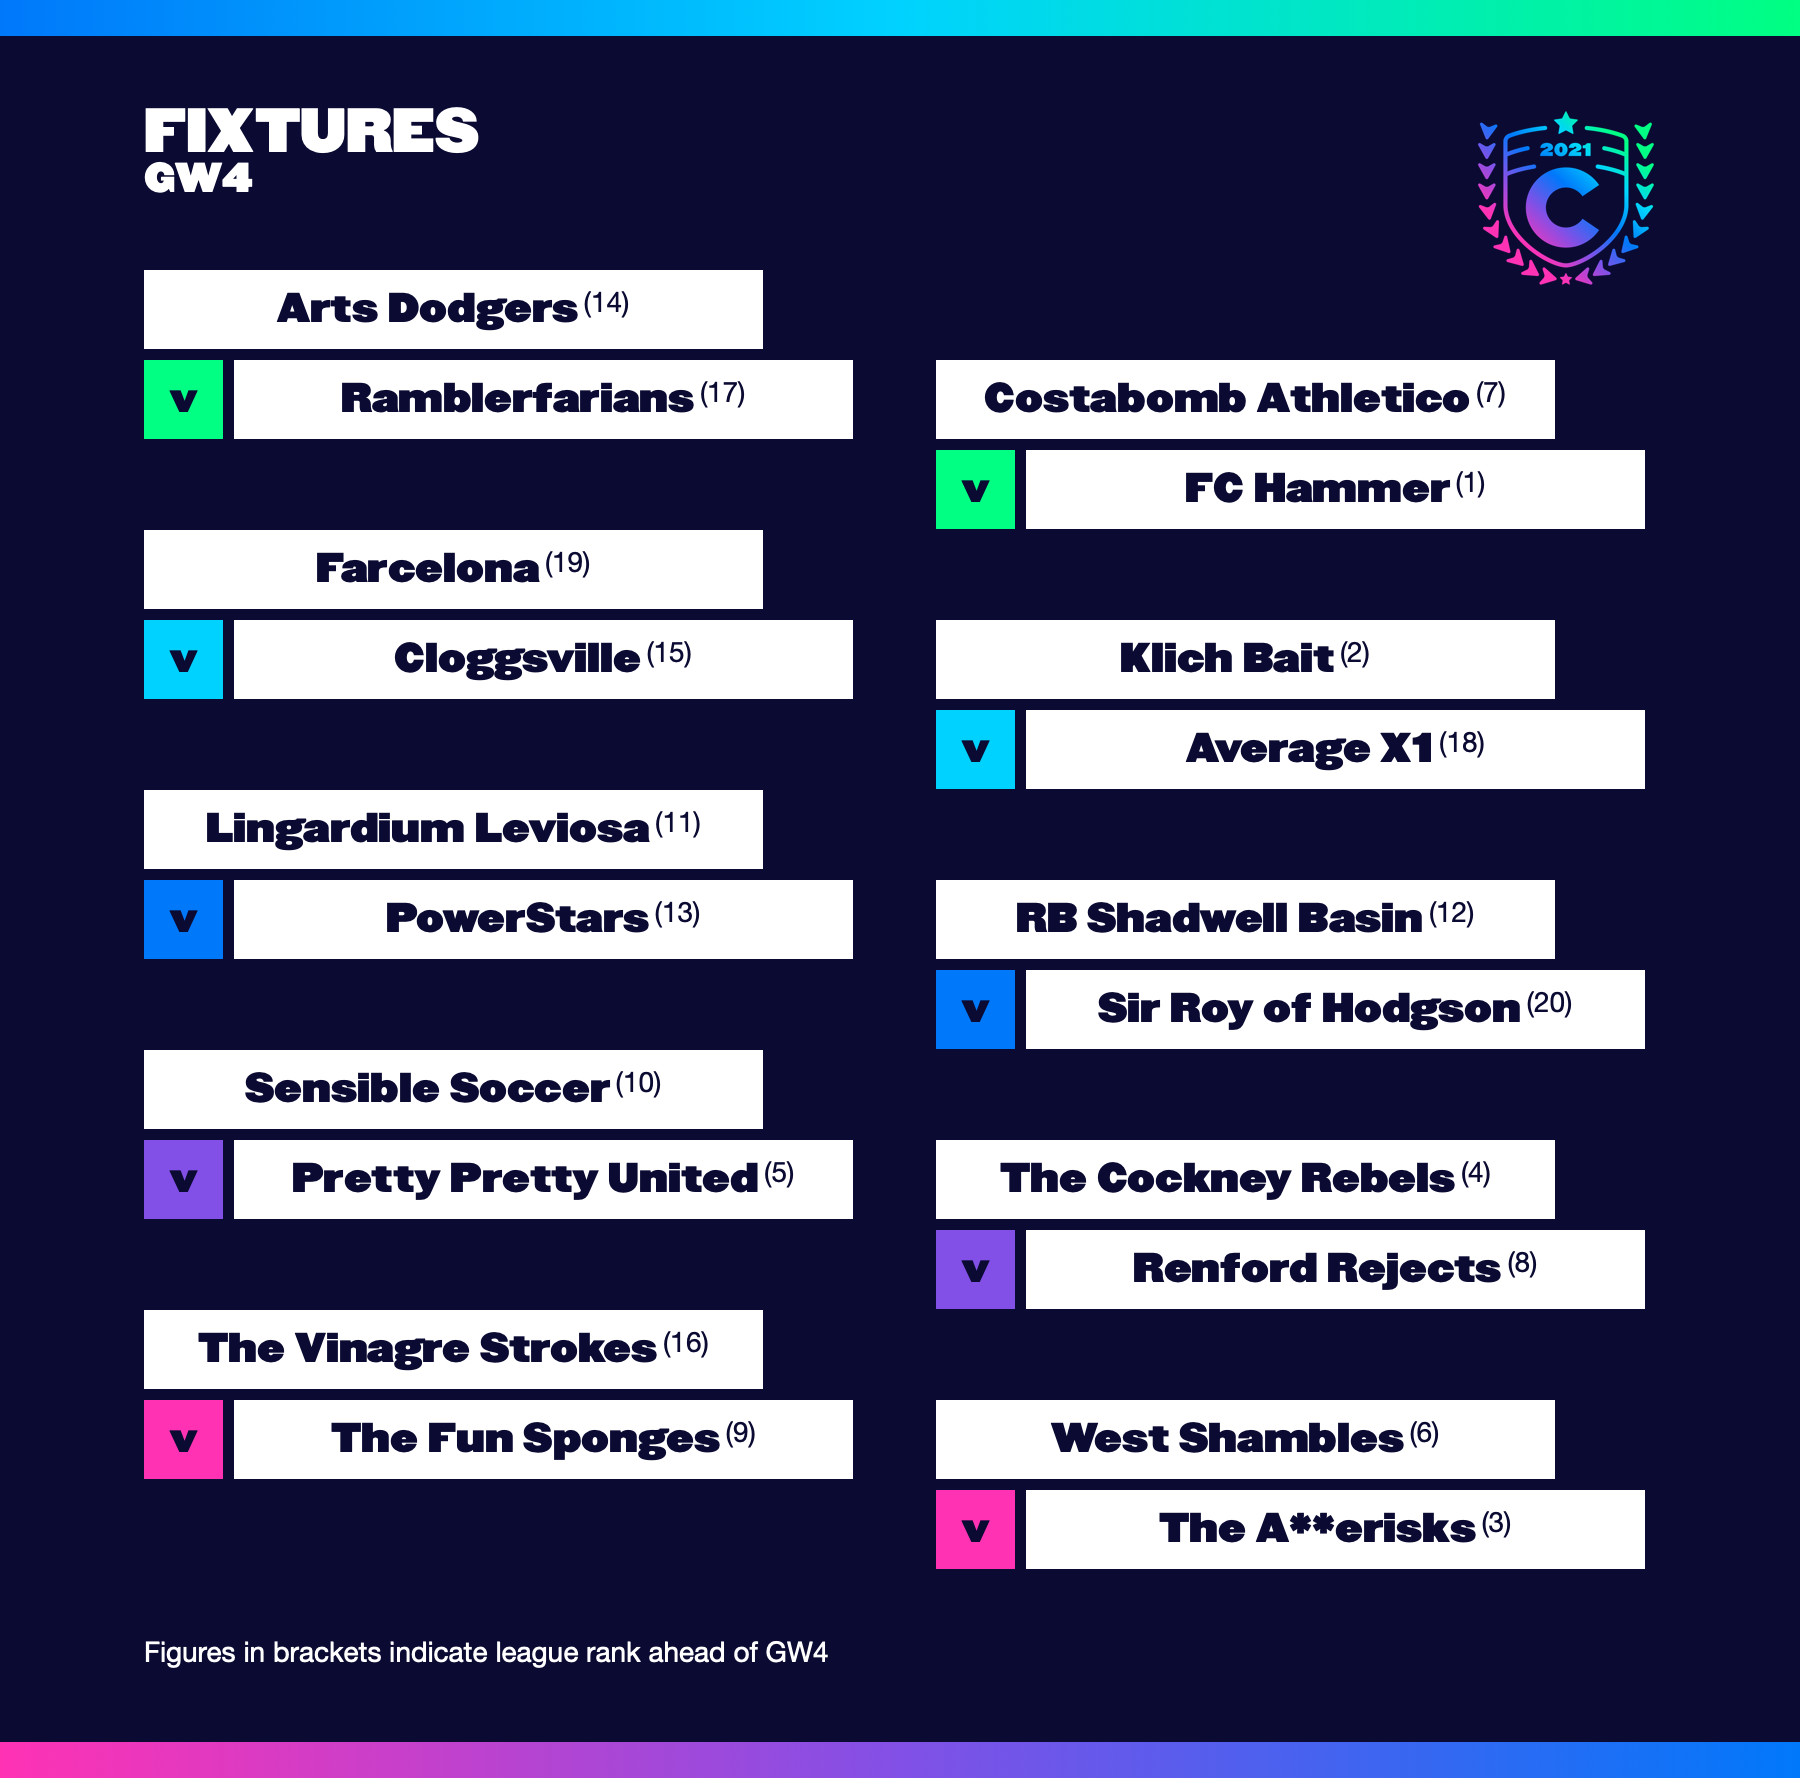 FIXTURES
GW4
2021
C
Arts Dodgers (14)
v Ramblerfarians (17)
Farcelona (19)
v Cloggsville (15)
Lingardium Leviosa (11)
v PowerStars (13)
Sensible Soccer (10)
v Pretty Pretty United (5)
The Vinagre Strokes (16)
v The Fun Sponges (9)
Costabomb Athletico (7)
v FC Hammer (1)
Klich Bait (2)
v Average X1 (18)
RB Shadwell Basin (12)
v Sir Roy of Hodgson (20)
The Cockney Rebels (4)
v Renford Rejects (8)
West Shambles (6)
v The A**erisks (3)
Figures in brackets indicate league rank ahead of GW4